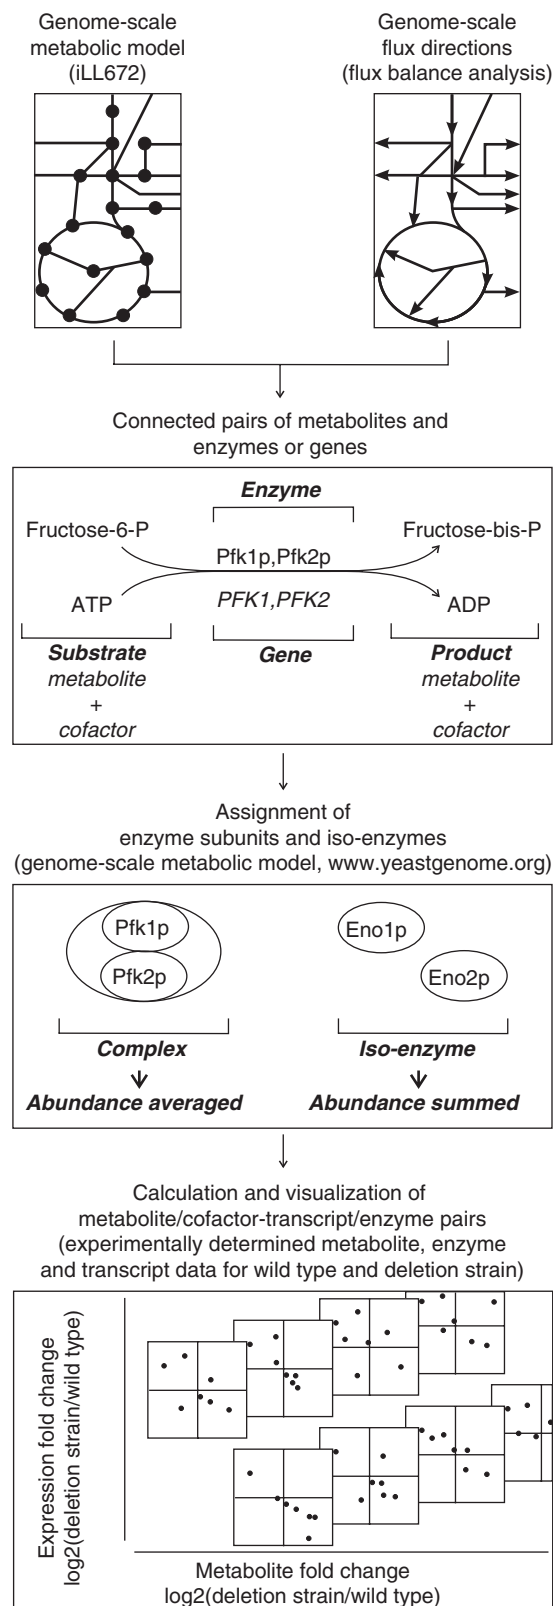 Genome-scale
metabolic model
(iLL672)
Genome-scale
flux directions
(flux balance analysis)
Connected pairs of metabolites and
enzymes or genes
Enzyme
Fructose-6-P
Fructose-bis-P
Pfk1p,Pfk2p
ATP
PFK1,PFK2
ADP
Substrate
metabolite
+
cofactor
Gene
Product
metabolite
+
cofactor
Assignment of
enzyme subunits and iso-enzymes
(genome-scale metabolic model, www.yeastgenome.org)
Pfk1p
Pfk2p
Eno1p
Eno2p
Complex
Iso-enzyme
Abundance averaged
Abundance summed
Calculation and visualization of
metabolite/cofactor-transcript/enzyme pairs
(experimentally determined metabolite, enzyme
and transcript data for wild type and deletion strain)
Expression fold change
log2(deletion strain/wild type)
Metabolite fold change
log2(deletion strain/wild type)